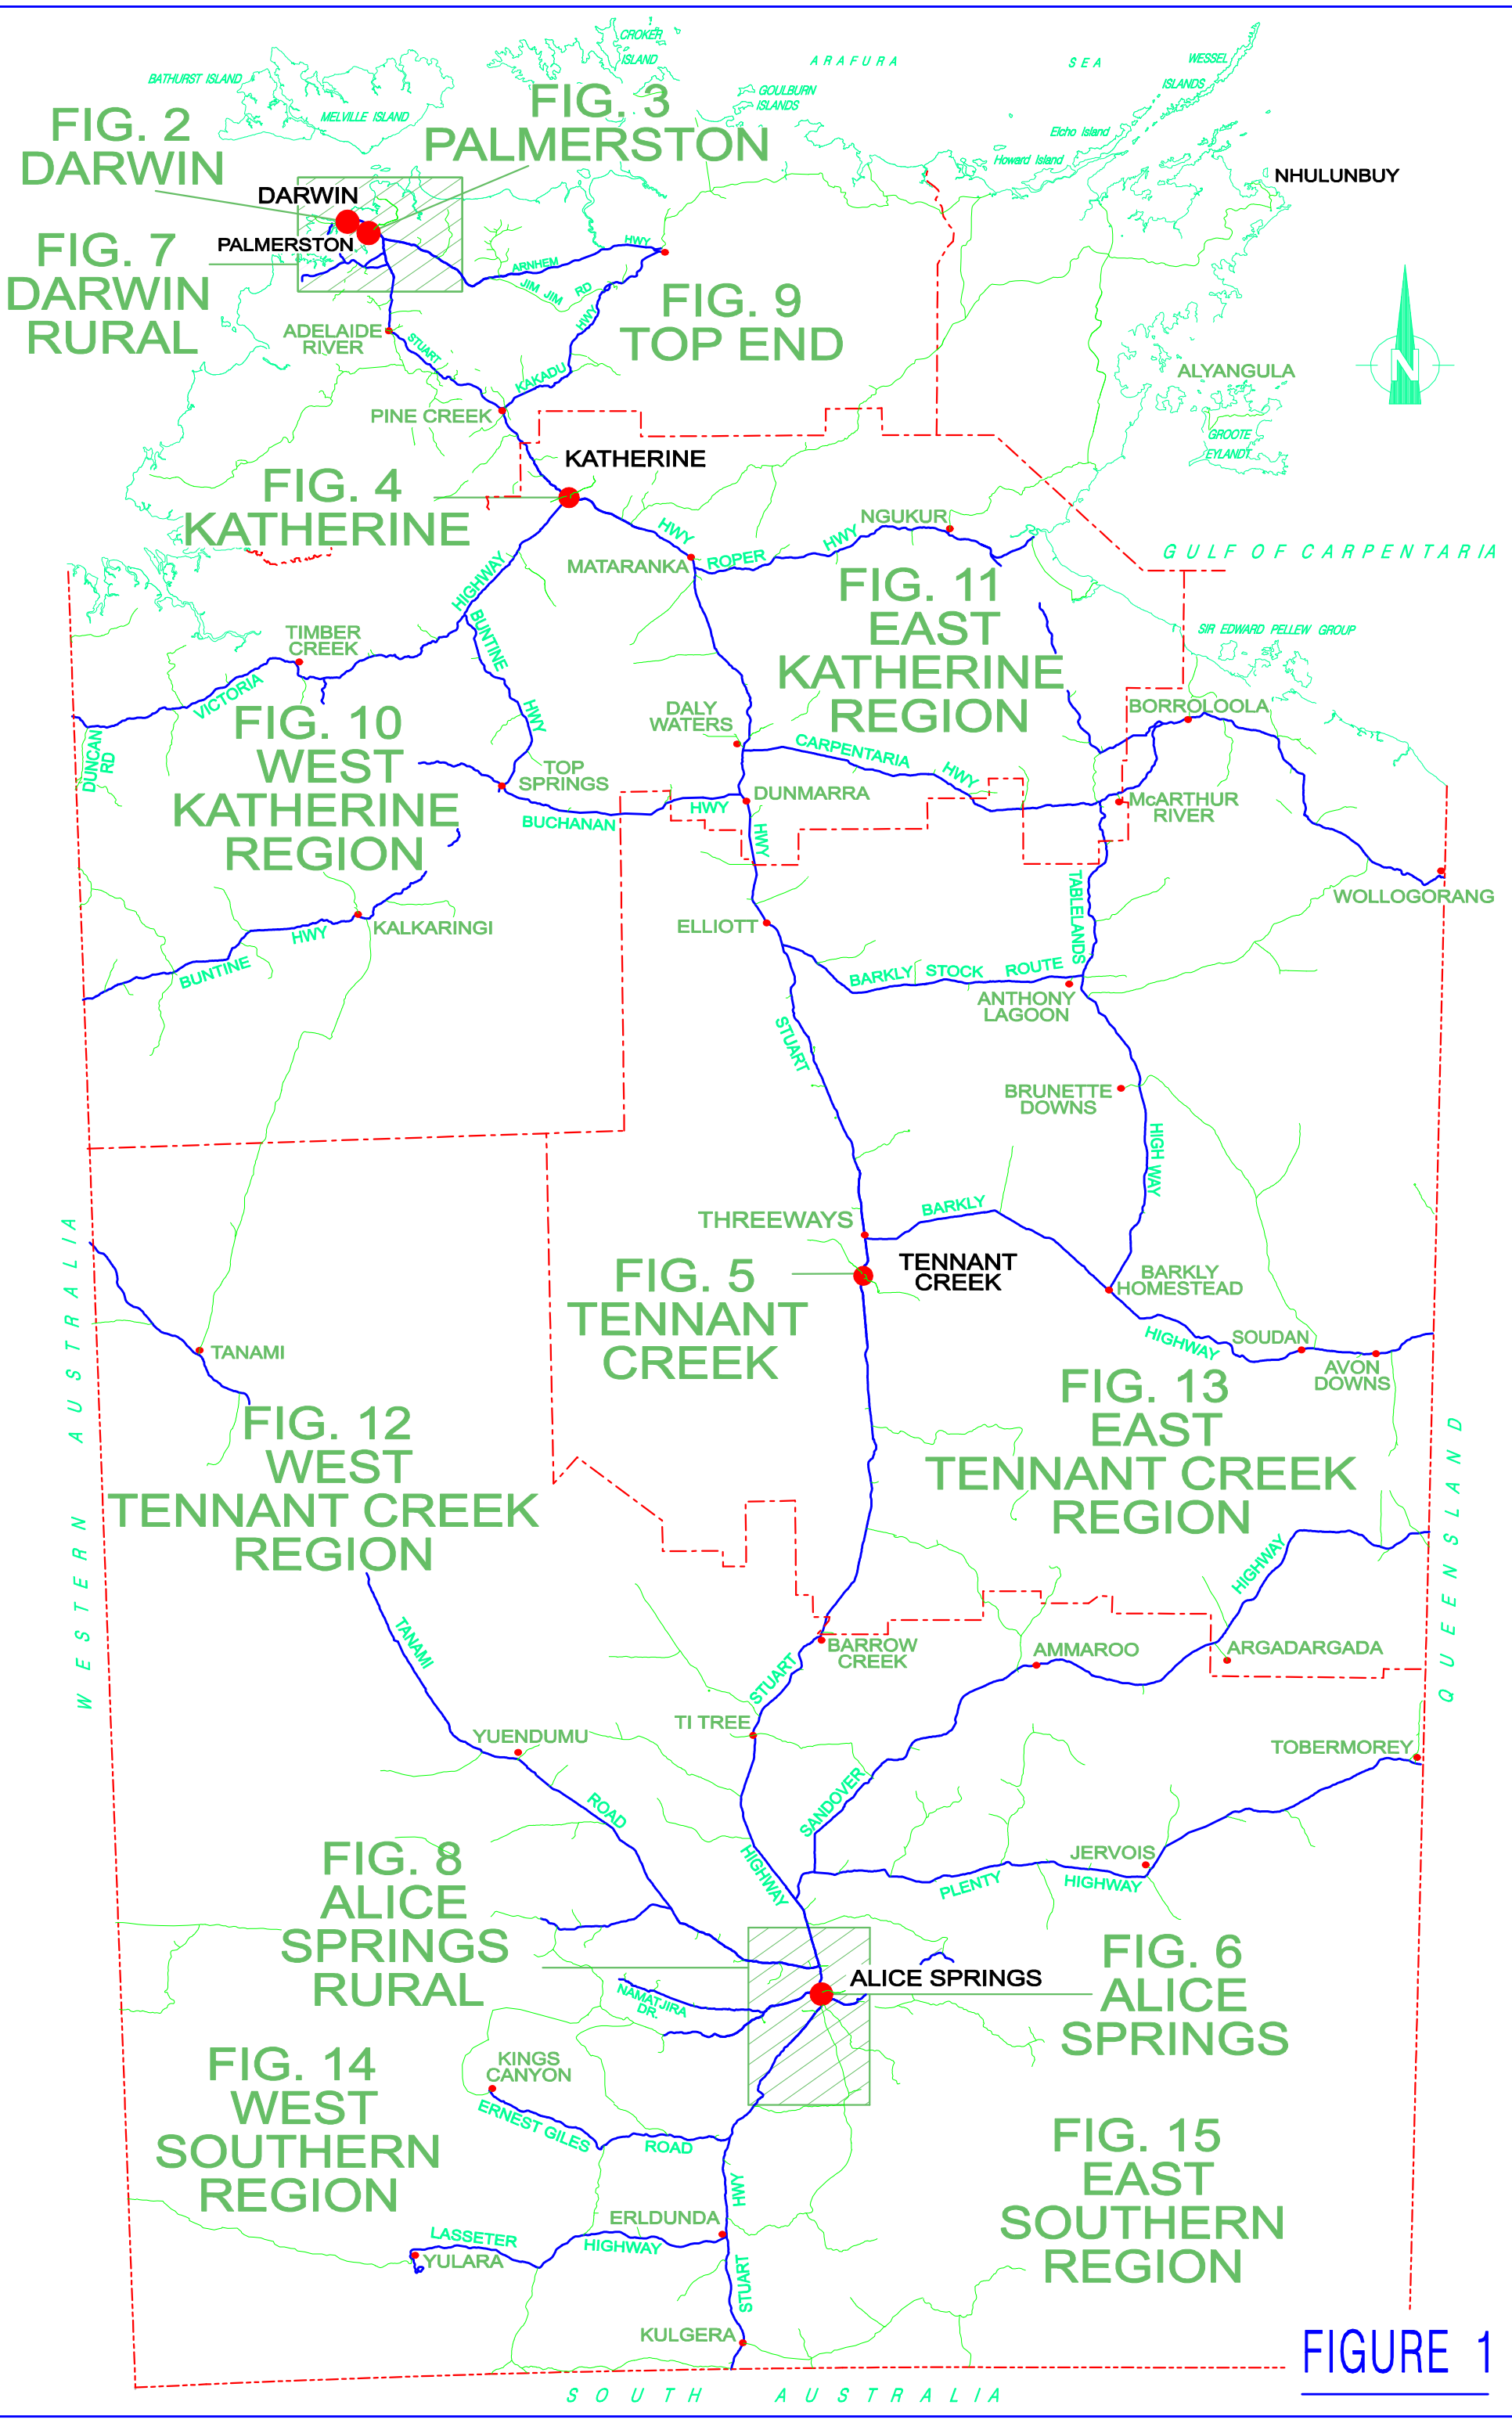 CROKER
ISLAND
ARAFURA SEA
WESSEL
ISLANDS
BATHURST ISLAND
MELVILLE ISLAND
GOULBURN
ISLANDS
Elcho Island
Howard Island
FIG. 2
DARWIN
FIG. 3
PALMERSTON
NHULUNBUY
DARWIN
PALMERSTON
FIG. 7
DARWIN
RURAL
ARNHEM
HWY
JIM JIM RD
HWY
KAKADU
FIG. 9
TOP END
ADELAIDE
RIVER
STUART
PINE CREEK
ALYANGULA
GROOTE
EYLANDT
N
KATHERINE
FIG. 4
KATHERINE
HWY
MATARANKA
ROPER
HWY
NGUKUR
GULF OF CARPENTARIA
FIG. 11
EAST
KATHERINE
REGION
HIGHWAY
BUNTINE
HWY
TIMBER
CREEK
VICTORIA
DUNCAN
RD
SIR EDWARD PELLEW GROUP
BORROLOOLA
FIG. 10
WEST
KATHERINE
REGION
DALY
WATERS
CARPENTARIA
HWY
TOP
SPRINGS
BUCHANAN
HWY
DUNMARRA
HWY
McARTHUR
RIVER
WOLLOGORANG
TABLELANDS
KALKARINGI
HWY
BUNTINE
ELLIOTT
BARKLY STOCK ROUTE
ANTHONY
LAGOON
STUART
BRUNETTE
DOWNS
HIGH WAY
THREEWAYS
BARKLY
TENNANT
CREEK
FIG. 5
TENNANT
CREEK
BARKLY
HOMESTEAD
HIGHWAY
SOUDAN
AVON
DOWNS
WESTERN AUSTRALIA
TANAMI
FIG. 12
WEST
TENNANT CREEK
REGION
FIG. 13
EAST
TENNANT CREEK
REGION
QUEENSLAND
HIGHWAY
TANAMI
BARROW
CREEK
AMMAROO
ARGADARGADA
STUART
TI TREE
YUENDUMU
TOBERMOREY
ROAD
SANDOVER
HIGHWAY
JERVOIS
PLENTY
HIGHWAY
FIG. 8
ALICE
SPRINGS
RURAL
ALICE SPRINGS
FIG. 6
ALICE
SPRINGS
NAMATJIRA
DR.
KINGS
CANYON
ERNEST GILES
ROAD
FIG. 14
WEST
SOUTHERN
REGION
FIG. 15
EAST
SOUTHERN
REGION
HWY
ERLDUNDA
LASSETER
HIGHWAY
YULARA
STUART
KULGERA
SOUTH AUSTRALIA
FIGURE 1